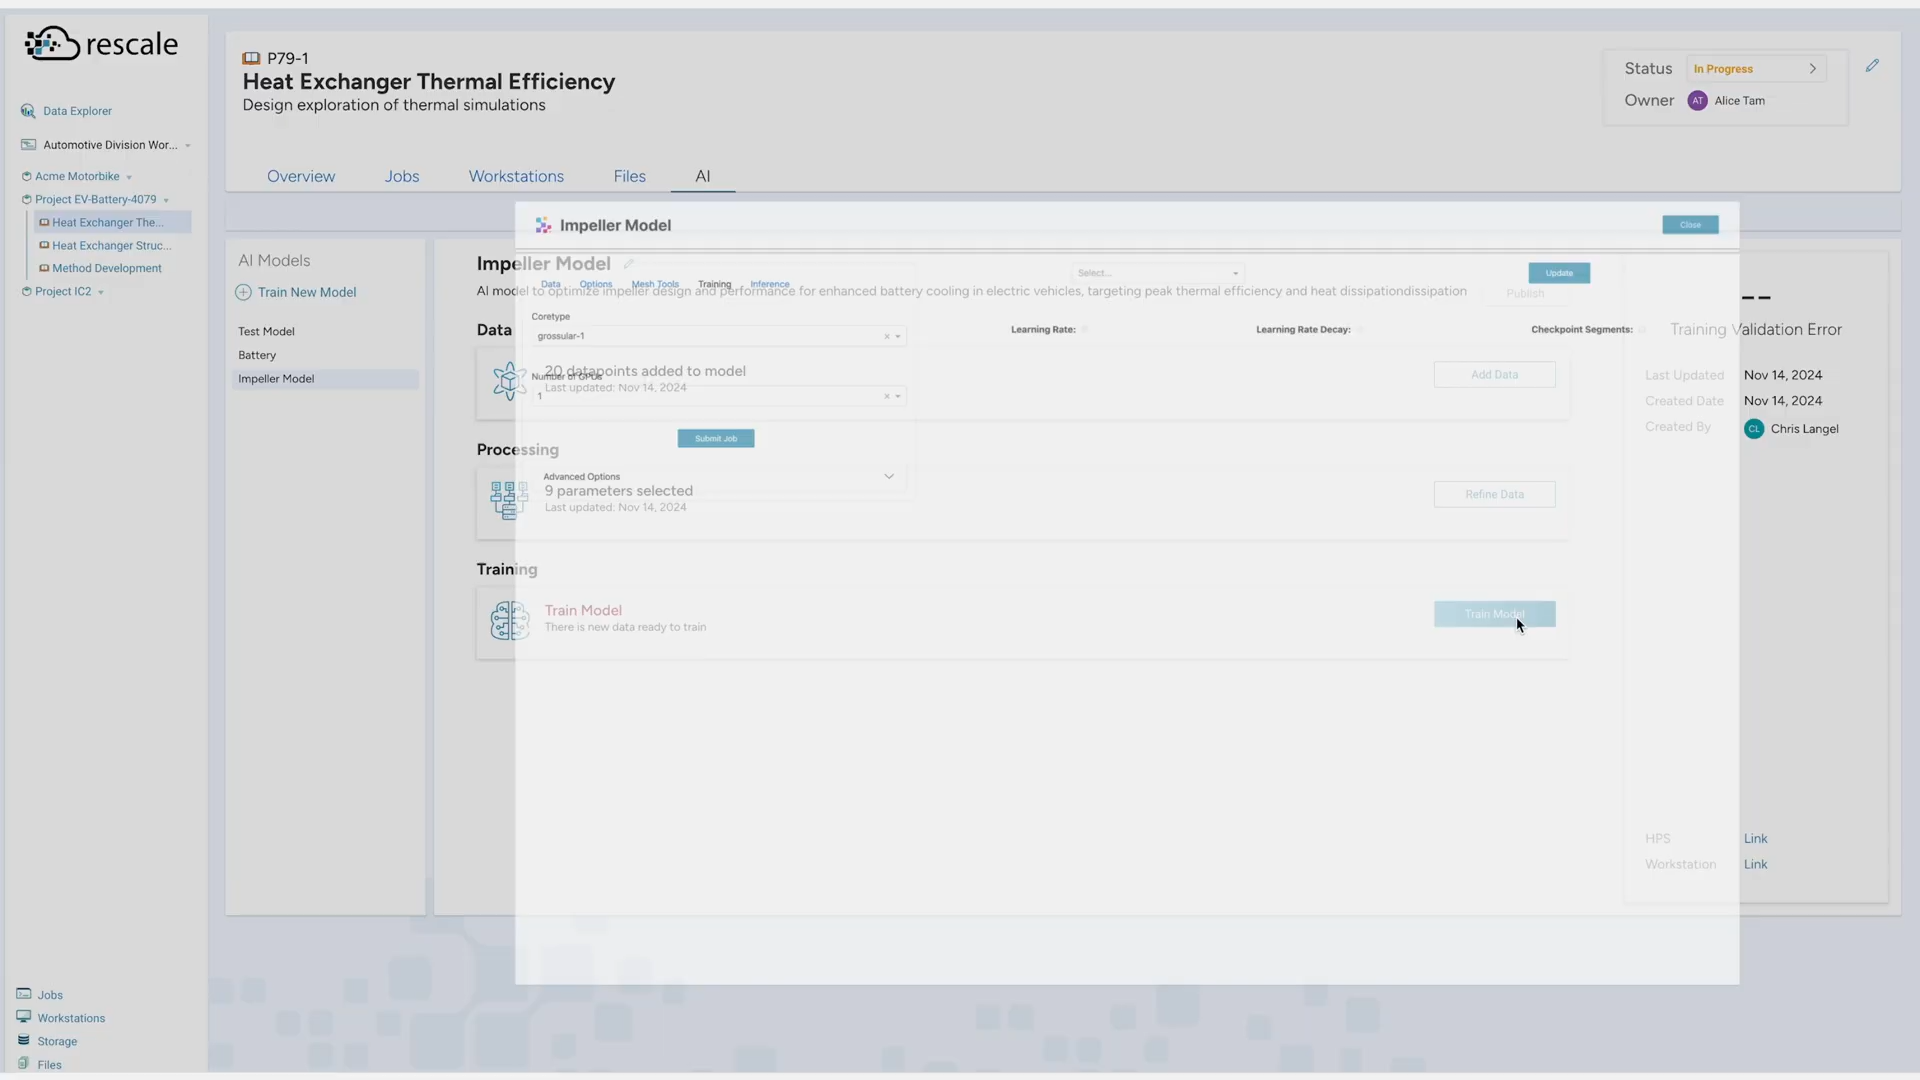 rescale
Data Explorer
Automotive Division Wor...
Acme Motorbike
Project EV-Battery-4079
Heat Exchanger The...
Heat Exchanger Struc...
Method Development
Project IC2
Jobs
Workstations
Storage
Files
P79-1
Heat Exchanger Thermal Efficiency
Design exploration of thermal simulations
Status In Progress
Owner AT Alice Tam
Overview Jobs Workstations Files AI
AI Models
Train New Model
Test Model
Battery
Impeller Model
Impeller Model
Close
Impeller Model
Select...
Update
Data Options Mesh Tools Training Inference
AI model to optimize impeller design and performance for enhanced battery cooling in electric vehicles, targeting peak thermal efficiency and heat dissipationdissipation
Publish
--
Coretype
grossular-1
Learning Rate: Learning Rate Decay: Checkpoint Segments:
Training Validation Error
Data
20 datapoints added to model
Last updated: Nov 14, 2024
Add Data
Number of GPUs
1
Submit Job
Advanced Options
Processing
9 parameters selected
Last updated: Nov 14, 2024
Refine Data
Training
Train Model
There is new data ready to train
Train Model
Last Updated Nov 14, 2024
Created Date Nov 14, 2024
Created By CL Chris Langel
HPS Link
Workstation Link